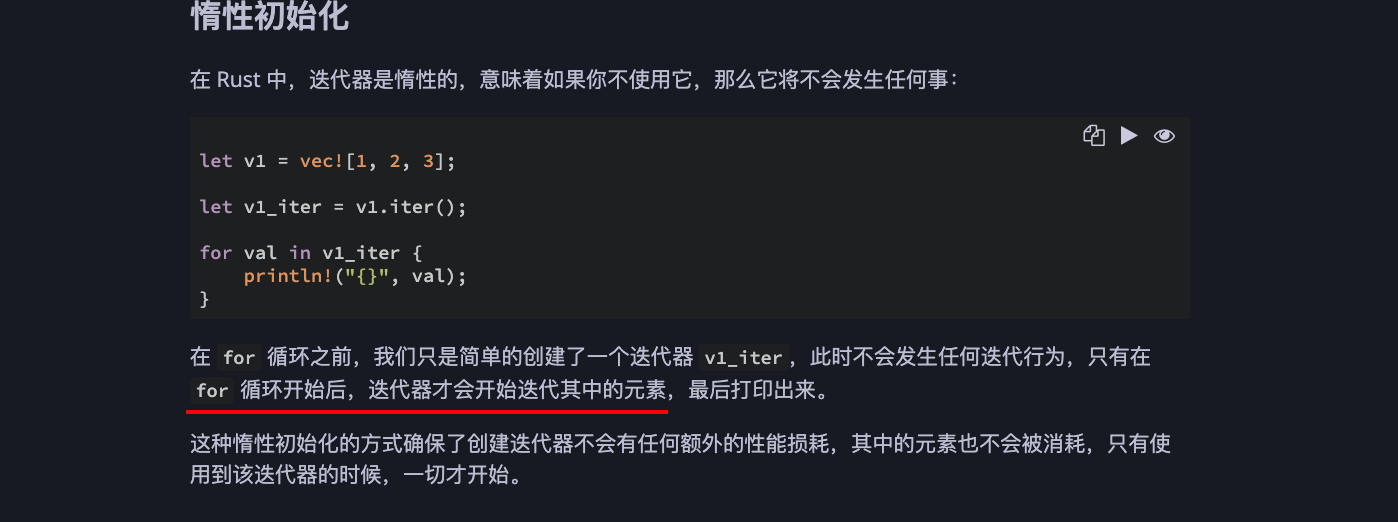 惰性初始化
在 Rust 中，迭代器是惰性的，意味着如果你不使用它，那么它将不会发生任何事：
let v1 = vec![1, 2, 3];
let v1_iter = v1.iter();
for val in v1_iter {
    println!("{}", val);
}
在 for 循环之前，我们只是简单的创建了一个迭代器 v1_iter，此时不会发生任何迭代行为，只有在
for 循环开始后，迭代器才会开始迭代其中的元素，最后打印出来。
这种惰性初始化的方式确保了创建迭代器不会有任何额外的性能损耗，其中的元素也不会被消耗，只有使
用到该迭代器的时候，一切才开始。